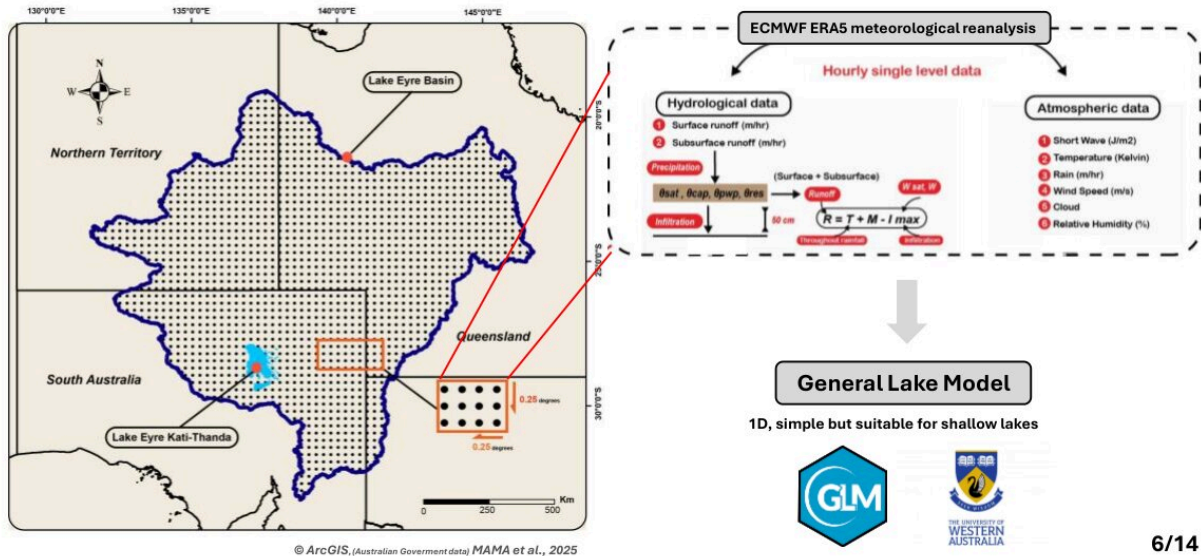 130°0'0"E
135°0'0"E
140°0'0"E
145°0'0"E
N
W
E
S
Lake Eyre Basin
Northern Territory
20°0'0"S
25°0'0"S
30°0'0"S
Queensland
South Australia
Lake Eyre Kati-Thanda
0.25 degrees
0.25 degrees
Km
0 250 500
© ArcGIS,(Australian Goverment data) MAMA et al., 2025
ECMWF ERA5 meteorological reanalysis
Hourly single level data
Hydrological data
1 Surface runoff (m/hr)
2 Subsurface runoff (m/hr)
Precipitation
(Surface + Subsurface)
θsat , θcap, θpwp, θres
Runoff
W sat, W
Infiltration
50 cm
R = T + M - I max
Throughout rainfall
Infiltration
Atmospheric data
1 Short Wave (J/m2)
2 Temperature (Kelvin)
3 Rain (m/hr)
4 Wind Speed (m/s)
5 Cloud
6 Relative Humidity (%)
General Lake Model
1D, simple but suitable for shallow lakes
GLM
THE UNIVERSITY OF
WESTERN
AUSTRALIA
6/14